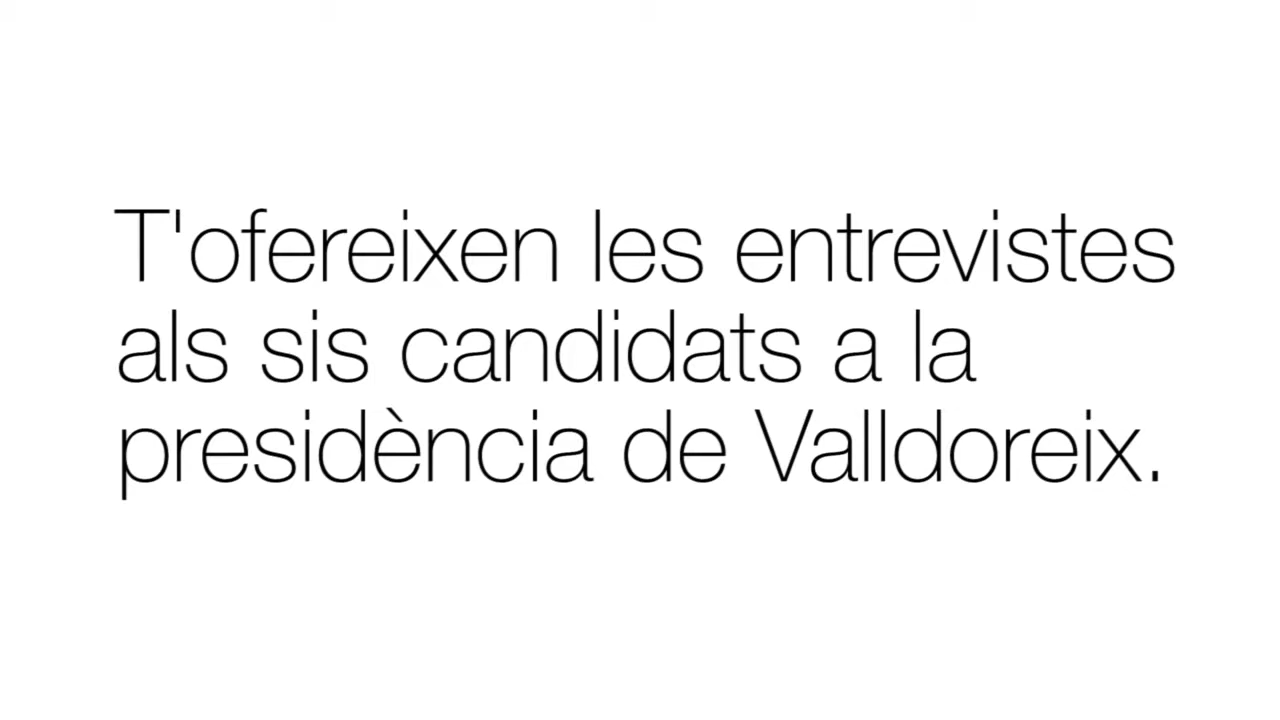 T'ofereixen les entrevistes
als sis candidats a la
presidència de Valldoreix.